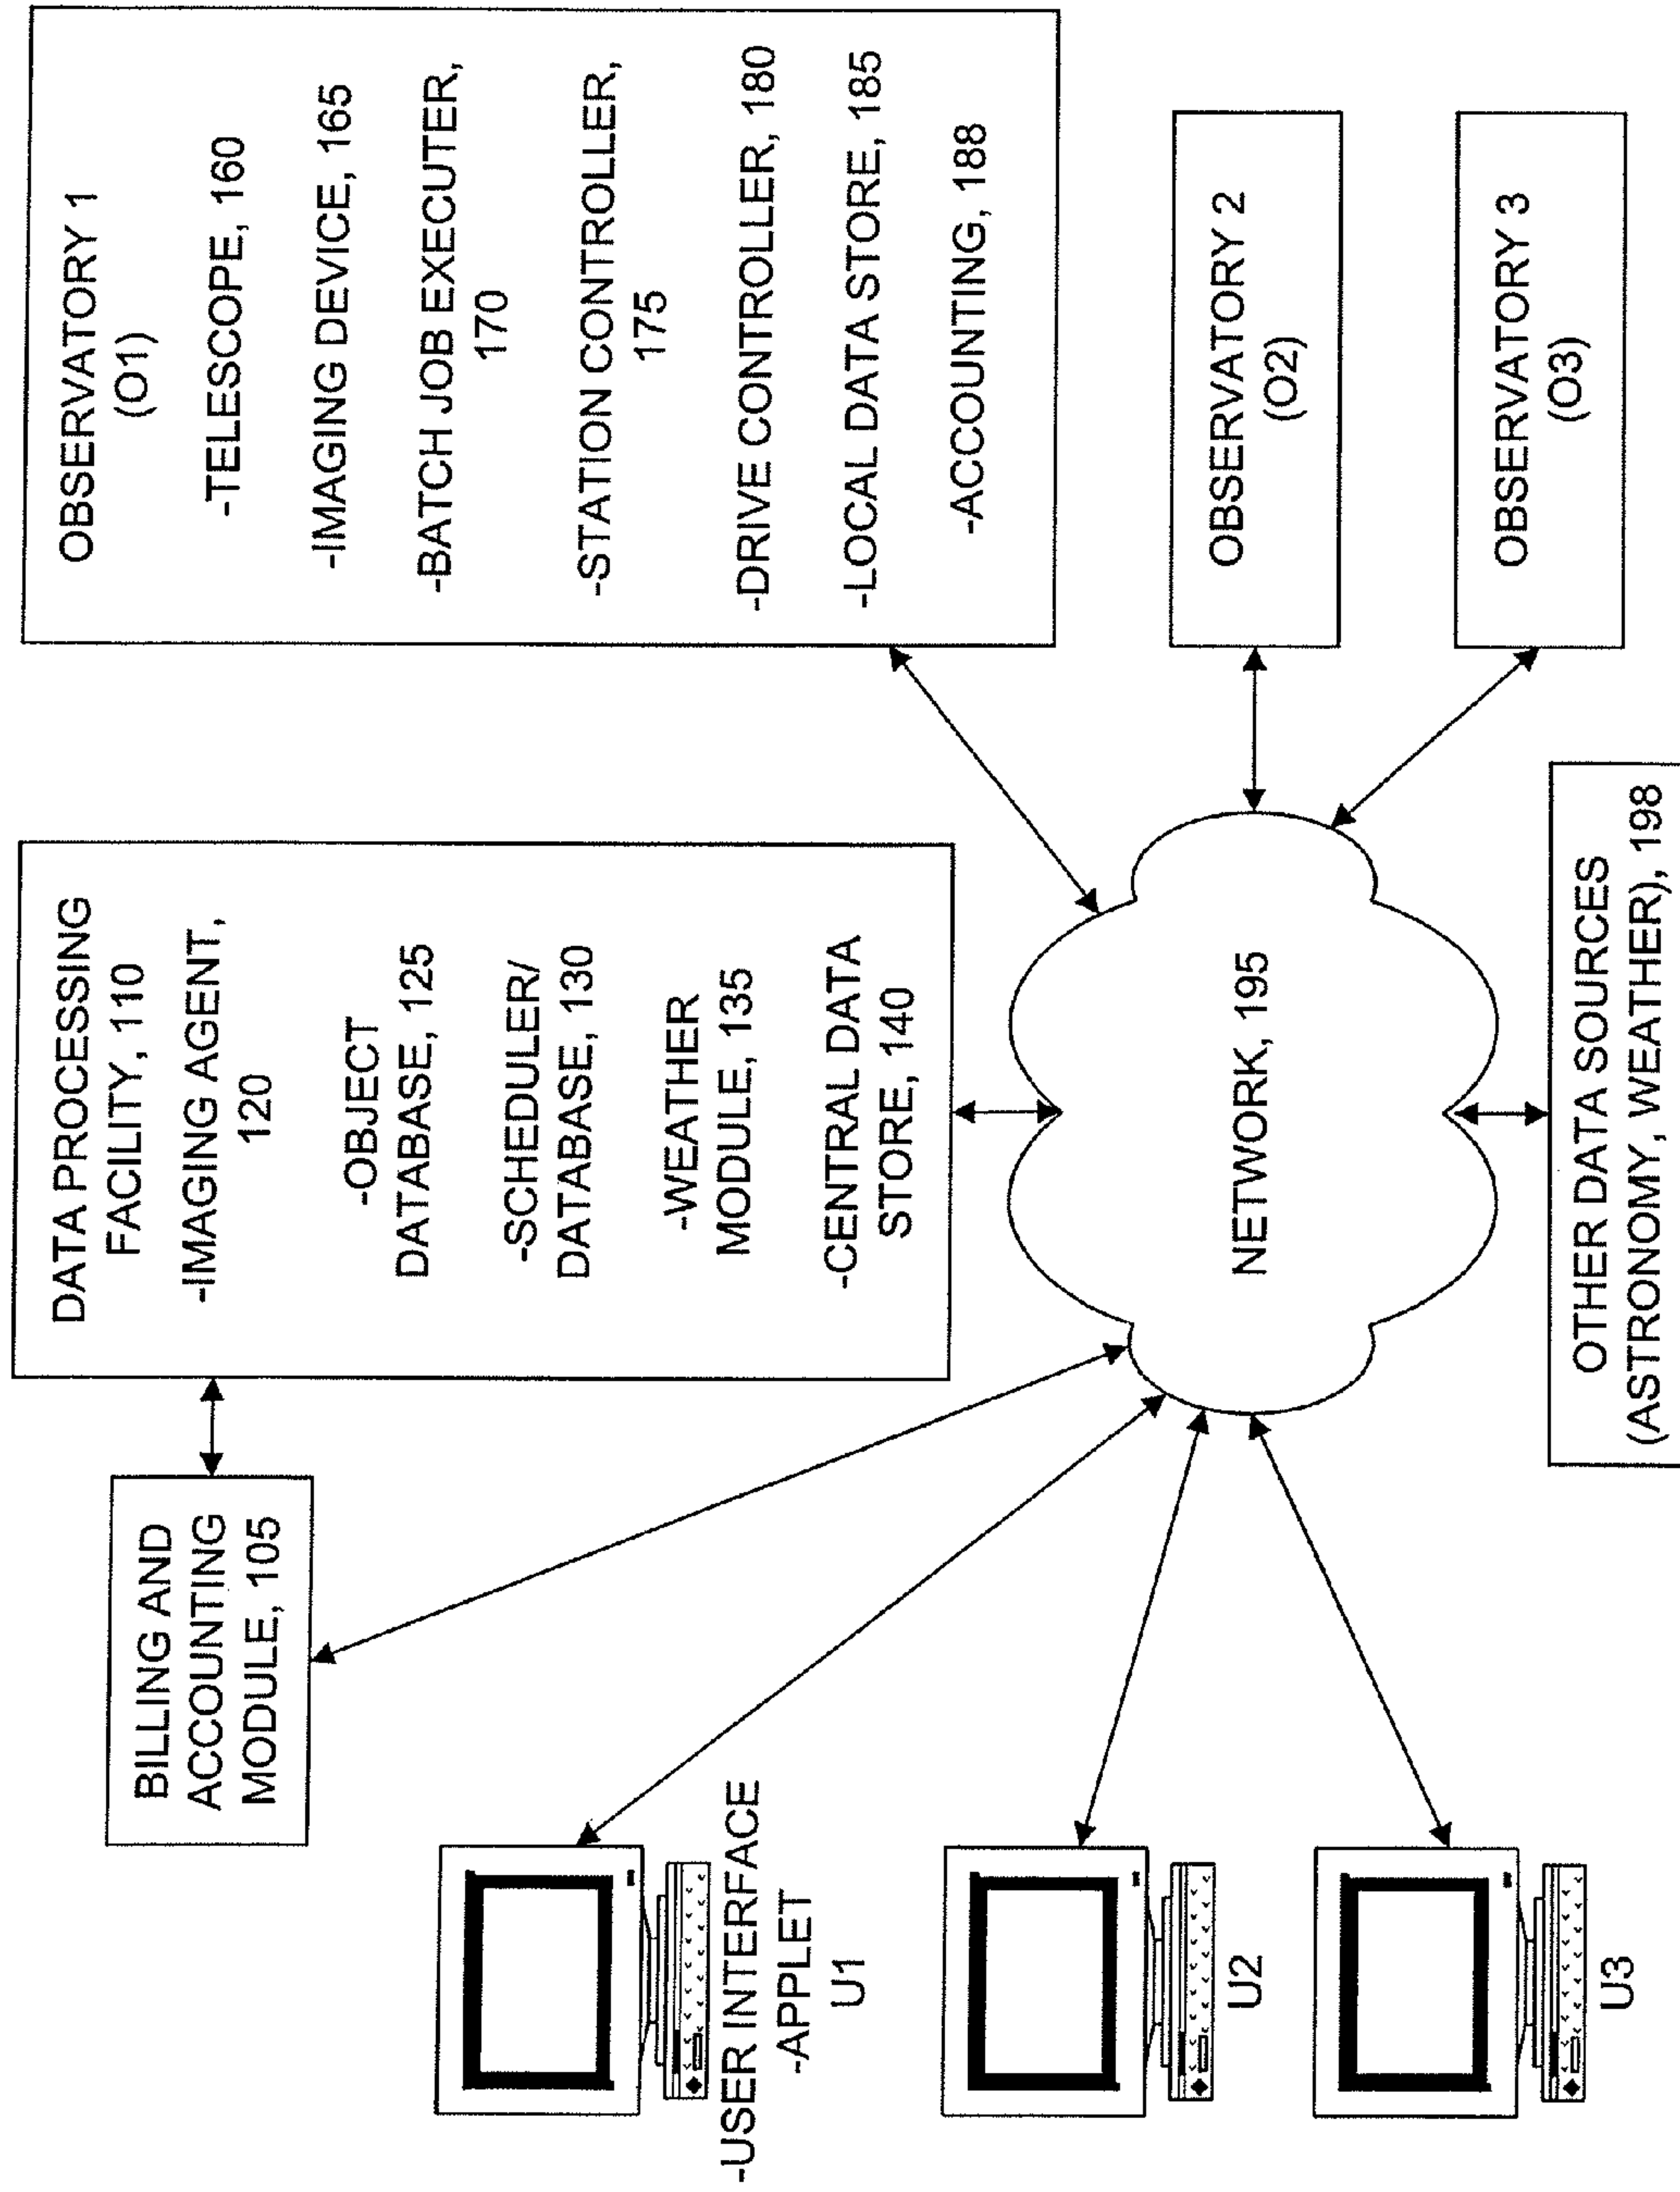 BILLING AND
ACCOUNTING
MODULE, 105
DATA PROCESSING
FACILITY, 110
-IMAGING AGENT,
120
-OBJECT
DATABASE, 125
-SCHEDULER/
DATABASE, 130
-WEATHER
MODULE, 135
-CENTRAL DATA
STORE, 140
OBSERVATORY 1
(O1)
-TELESCOPE, 160
-IMAGING DEVICE, 165
-BATCH JOB EXECUTER,
170
-STATION CONTROLLER,
175
-DRIVE CONTROLLER, 180
-LOCAL DATA STORE, 185
-ACCOUNTING, 188
-USER INTERFACE
-APPLET
U1
U2
U3
NETWORK, 195
OBSERVATORY 2
(O2)
OBSERVATORY 3
(O3)
OTHER DATA SOURCES
(ASTRONOMY, WEATHER), 198